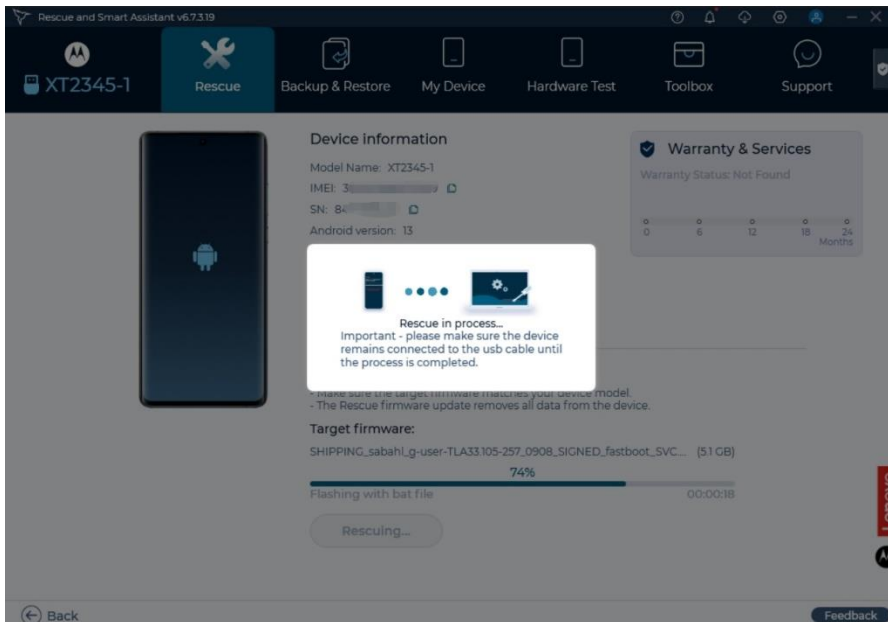 Rescue and Smart Assistant v6.7.3.19
XT2345-1
Rescue
Backup & Restore
My Device
Hardware Test
Toolbox
Support
Device information
Model Name: XT2345-1
IMEI: 3
SN: 84
Android version: 13
Warranty & Services
Warranty Status: Not Found
0 6 12 18 24
Months
Rescue in process...
Important - please make sure the device
remains connected to the usb cable until
the process is completed.
- Make sure the target firmware matches your device model.
- The Rescue firmware update removes all data from the device.
Target firmware:
SHIPPING_sabahl_g-user-TLA33.105-257_0908_SIGNED_fastboot_SVC... (5.1 GB)
74%
Flashing with bat file
00:00:18
Rescuing...
Back
Feedback